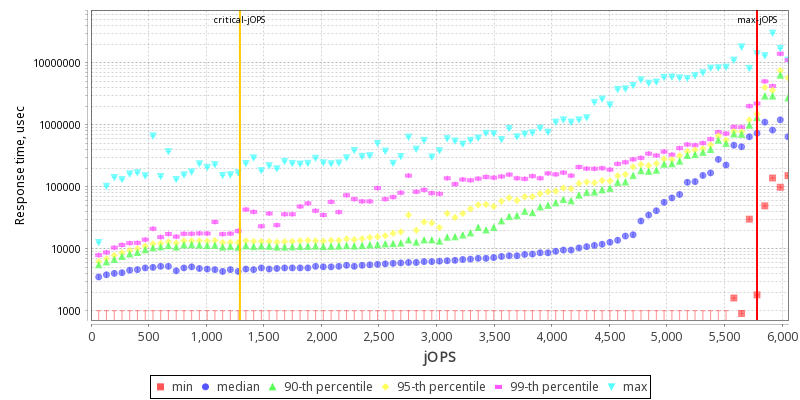 critical-jOPS max-jOPS
10000000
1000000
100000
10000
1000
Response time, usec
0 500 1,000 1,500 2,000 2,500 3,000 3,500 4,000 4,500 5,000 5,500 6,000
jOPS
min median 90-th percentile 95-th percentile 99-th percentile max